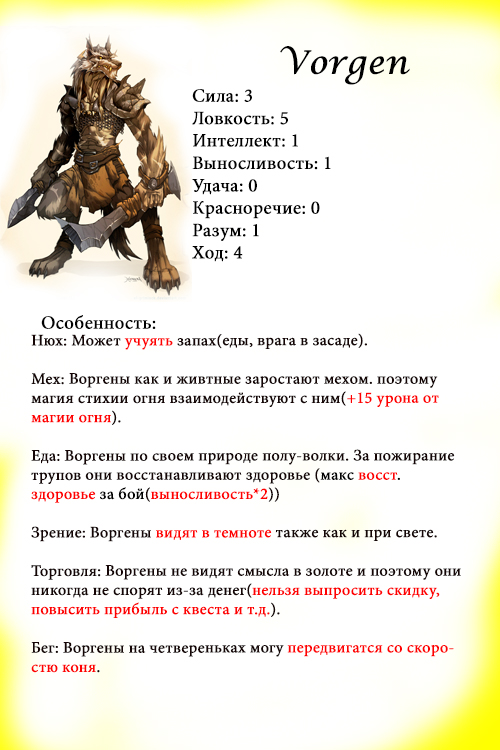 Vorgen
Сила: 3
Ловкость: 5
Интеллект: 1
Выносливость: 1
Удача: 0
Красноречие: 0
Разум: 1
Ход: 4
Особенность:
Нюх: Может учуять запах(еды, врага в засаде).
Мех: Воргены как и живтные заростают мехом. поэтому
магия стихии огня взаимодействуют с ним(+15 урона от
магии огня).
Еда: Воргены по своем природе полу-волки. За пожирание
трупов они восстанавливают здоровье (макс восст.
здоровье за бой(выносливость*2))
Зрение: Воргены видят в темноте также как и при свете.
Торговля: Воргены не видят смысла в золоте и поэтому они
никогда не спорят из-за денег(нельзя выпросить скидку,
повысить прибыль с квеста и т.д.).
Бег: Воргены на четвереньках могу передвигатся со скоро-
стю коня.